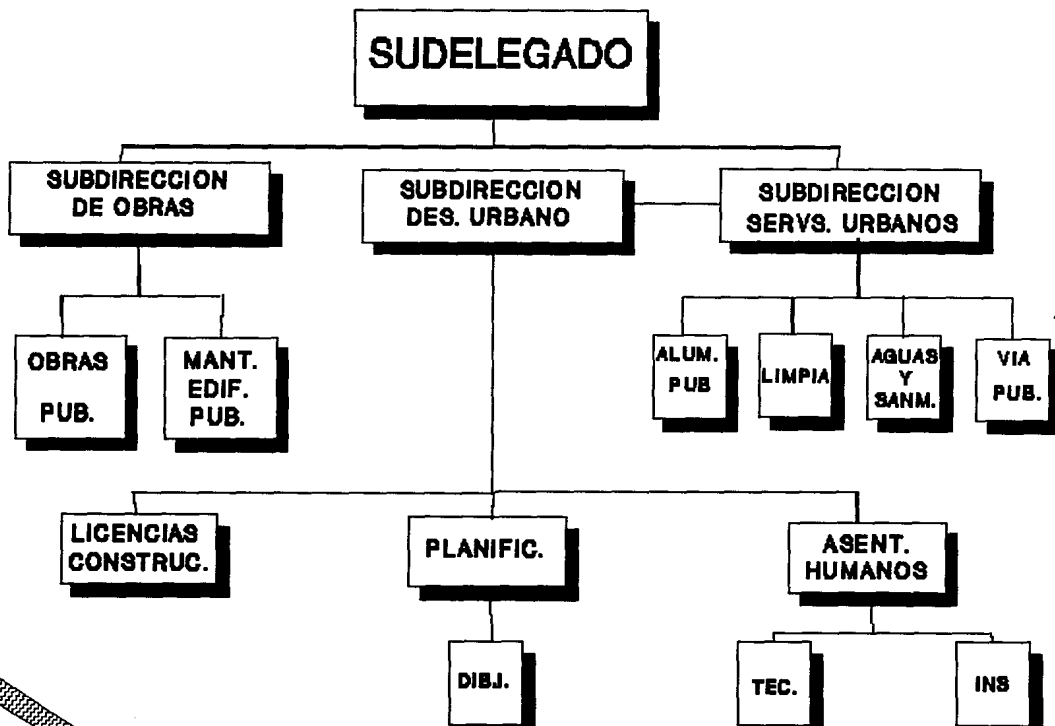 SUDELEGADO
SUBDIRECCION
DE OBRAS
SUBDIRECCION
DES. URBANO
SUBDIRECCION
SERVS. URBANOS
OBRAS
PUB.
MANT.
EDIF.
PUB.
ALUM.
PUB
LIMPIA
AGUAS
Y
SANM.
VIA
PUB.
LICENCIAS
CONSTRUC.
PLANIFIC.
ASENT.
HUMANOS
DIBJ.
TEC.
INS